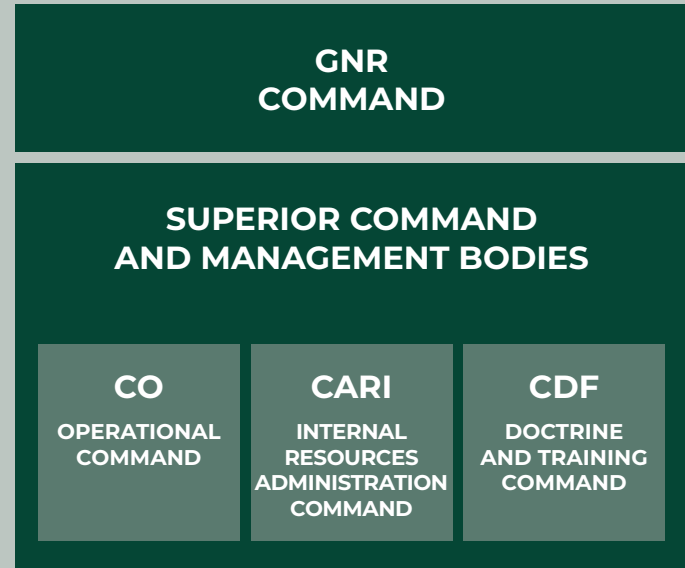 GNR
COMMAND
SUPERIOR COMMAND
AND MANAGEMENT BODIES
CO
OPERATIONAL
COMMAND
CARI
INTERNAL
RESOURCES
ADMINISTRATION
COMMAND
CDF
DOCTRINE
AND TRAINING
COMMAND